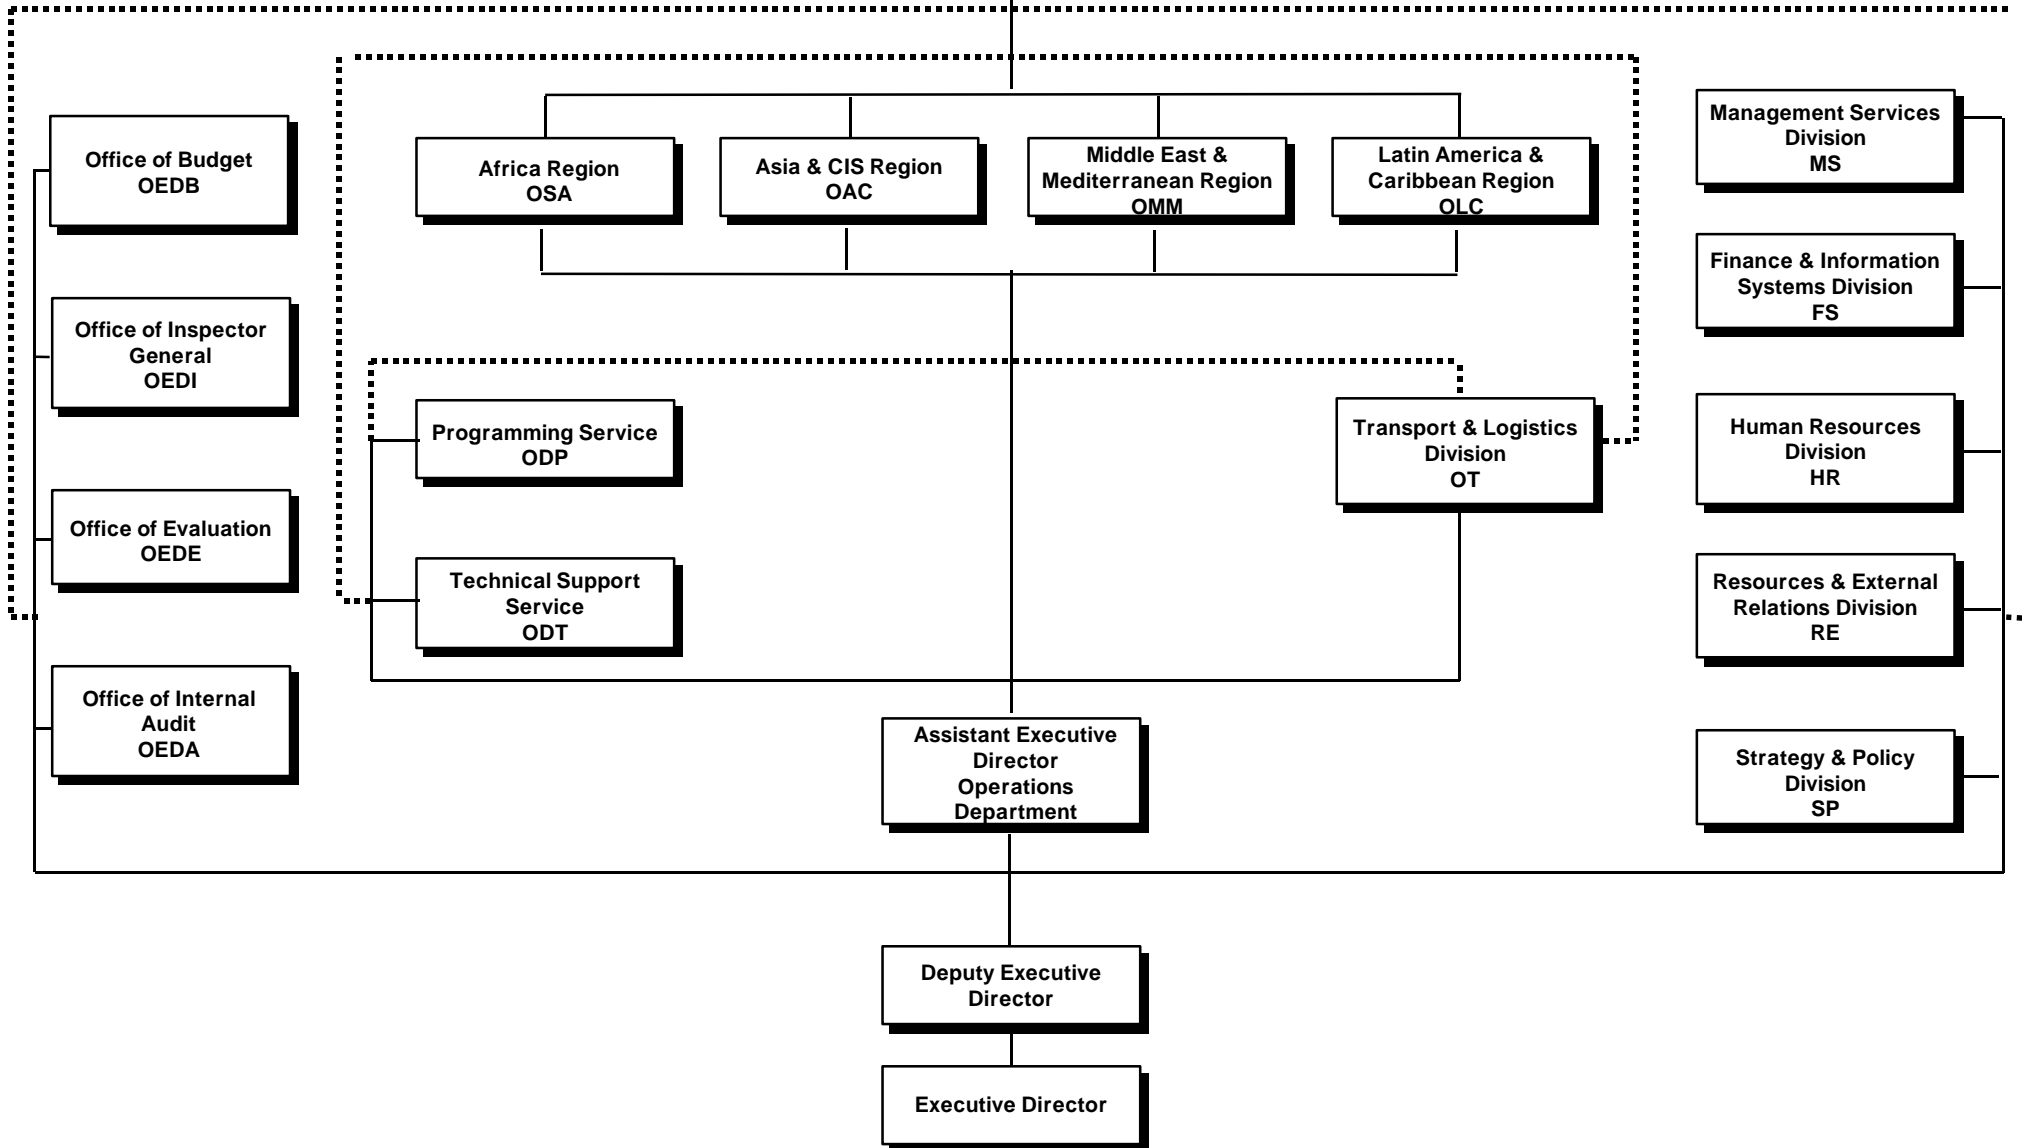 Office of Budget
OEDB
Office of Inspector
General
OEDI
Office of Evaluation
OEDE
Office of Internal
Audit
OEDA
Africa Region
OSA
Asia & CIS Region
OAC
Middle East &
Mediterranean Region
OMM
Latin America &
Caribbean Region
OLC
Programming Service
ODP
Technical Support
Service
ODT
Transport & Logistics
Division
OT
Management Services
Division
MS
Finance & Information
Systems Division
FS
Human Resources
Division
HR
Resources & External
Relations Division
RE
Strategy & Policy
Division
SP
Assistant Executive
Director
Operations
Department
Deputy Executive
Director
Executive Director